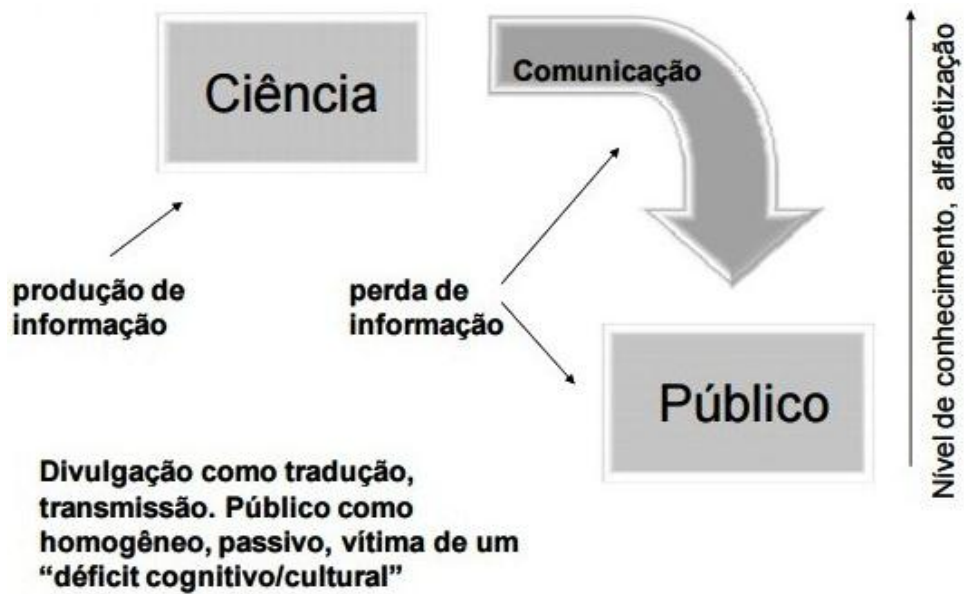 Ciência
Comunicação
produção de
informação
perda de
informação
Público
Divulgação como tradução,
transmissão. Público como
homogêneo, passivo, vítima de um
“déficit cognitivo/cultural”
Nível de conhecimento, alfabetização